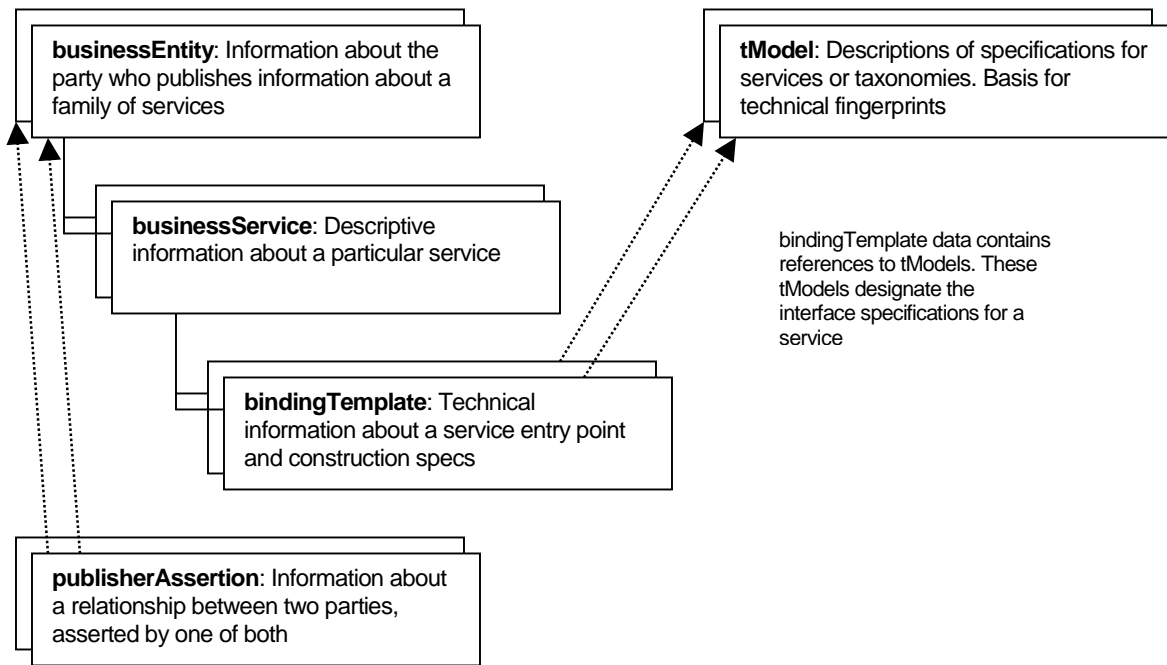 businessEntity: Information about the
party who publishes information about a
family of services
tModel: Descriptions of specifications for
services or taxonomies. Basis for
technical fingerprints
businessService: Descriptive
information about a particular service
bindingTemplate data contains
references to tModels. These
tModels designate the
interface specifications for a
service
bindingTemplate: Technical
information about a service entry point
and construction specs
publisherAssertion: Information about
a relationship between two parties,
asserted by one of both